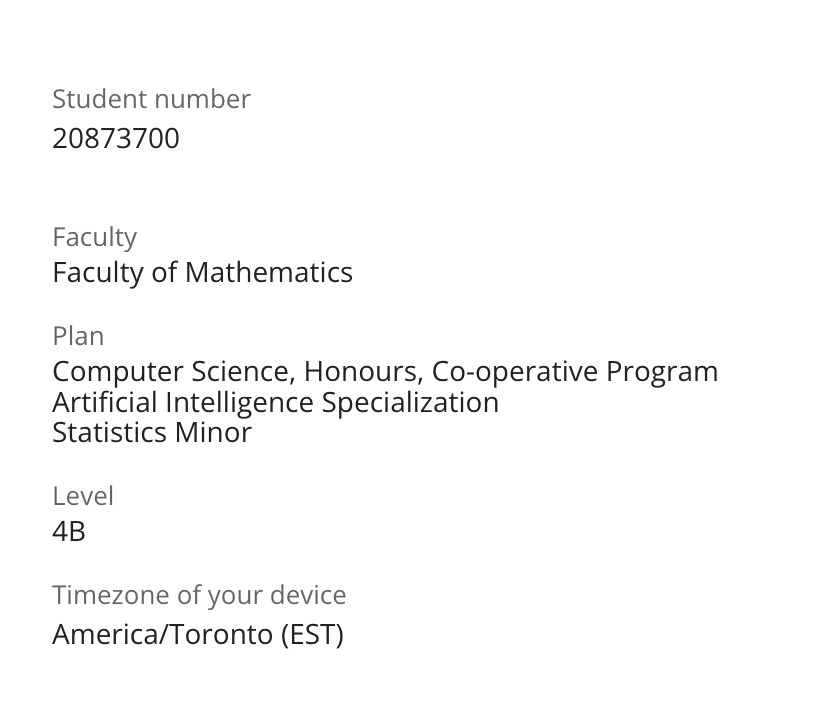 Student number
20873700
Faculty
Faculty of Mathematics
Plan
Computer Science, Honours, Co-operative Program
Artificial Intelligence Specialization
Statistics Minor
Level
4B
Timezone of your device
America/Toronto (EST)